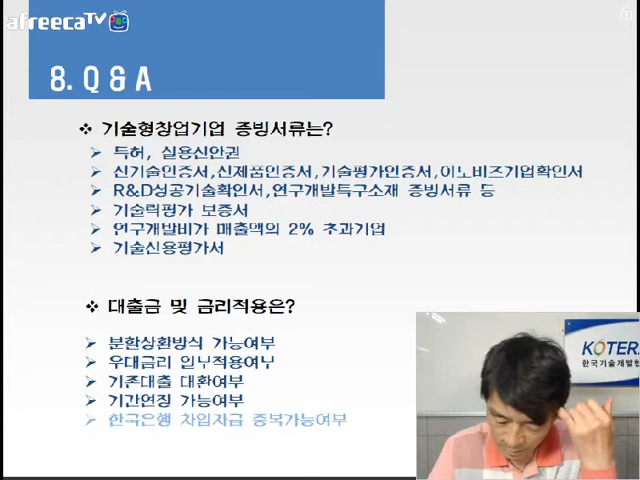 afreecaTV
8. Q & A
❖ 기술형창업기업 증빙서류는?
➢ 특허, 실용신안권
➢ 신기술인증서,신제품인증서,기술평가인증서,이노비즈기업확인서
➢ R&D성공기술확인서,연구개발특구소재 증빙서류 등
➢ 기술력평가 보증서
➢ 연구개발비가 매출액의 2% 초과기업
➢ 기술신용평가서
❖ 대출금 및 금리적용은?
➢ 분할상환방식 가능여부
➢ 우대금리 일부적용여부
➢ 기존대출 대환여부
➢ 기간연장 가능여부
➢ 한국은행 차입자금 중복가능여부
KOTER
한국기술개발